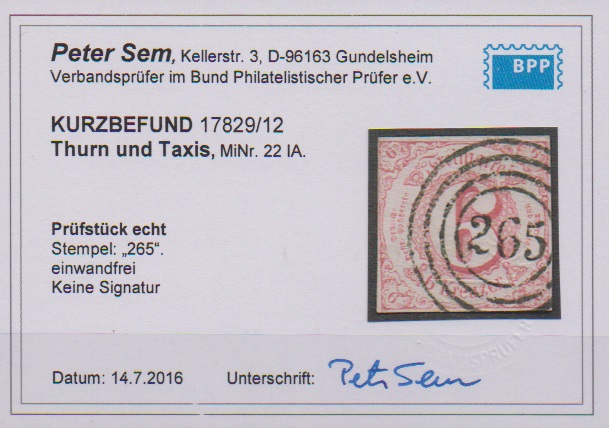 Peter Sem, Kellerstr. 3, D-96163 Gundelsheim
Verbandsprüfer im Bund Philatelistischer Prüfer e.V.
BPP
KURZBEFUND 17829/12
Thurn und Taxis, MiNr. 22 IA.
Prüfstück echt
Stempel: „265“.
einwandfrei
Keine Signatur
265
Datum: 14.7.2016 Unterschrift: Peter Sem